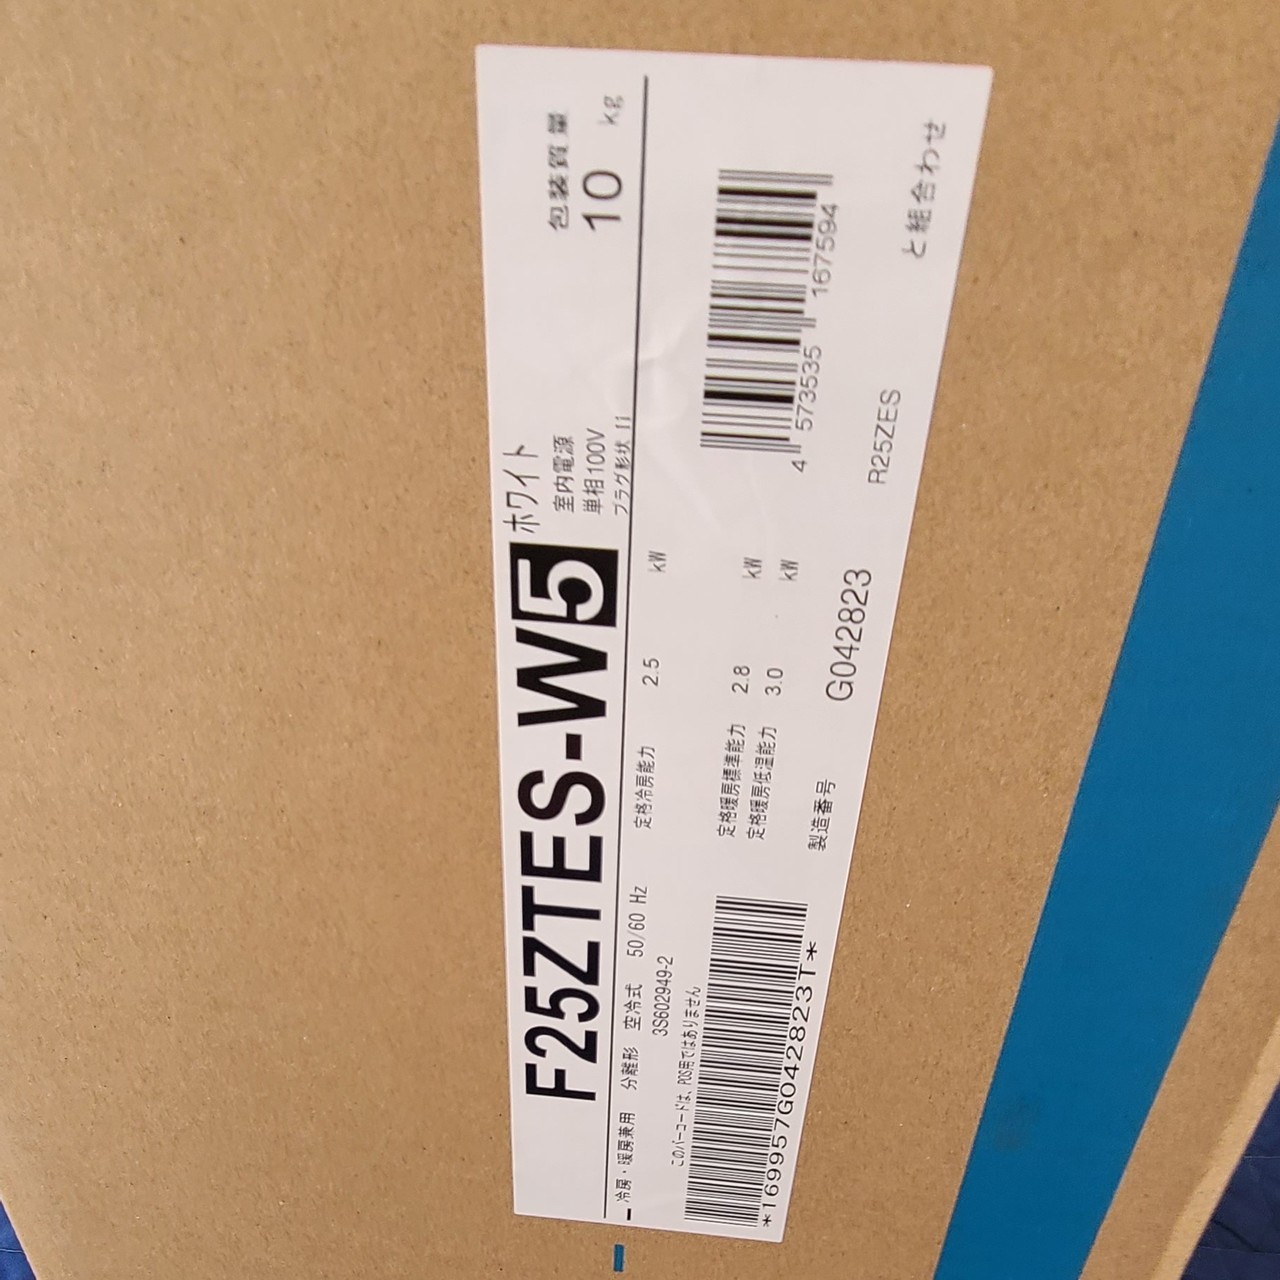 F25ZTES-W5 ホワイト
室内電源
単相100V
プラグ形状
包装質量
10 kg
冷房・暖房兼用 分離形 空冷式 50/60 Hz
3S602949-2
定格冷房能力 2.5 kW
定格暖房標準能力 2.8 kW
定格暖房低温能力 3.0 kW
このバーコードは、POS用ではありません
*169957G042823T*
製造番号 G042823
4 573535 167594
R25ZES と組合わせ